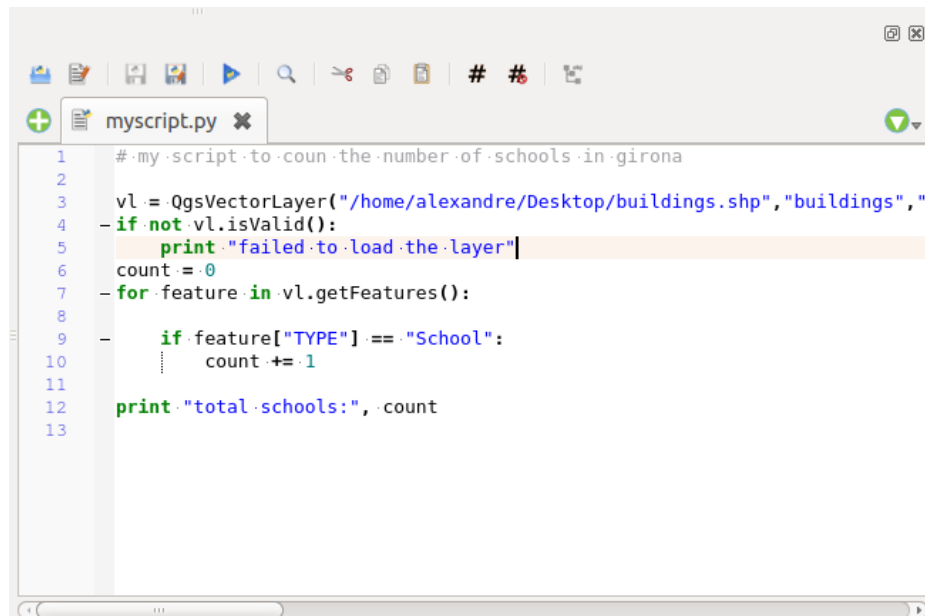 myscript.py
1 # my script to coun the number of schools in girona
2
3 vl = QgsVectorLayer("/home/alexandre/Desktop/buildings.shp","buildings","
4 if not vl.isValid():
5     print "failed to load the layer"
6 count = 0
7 for feature in vl.getFeatures():
8
9     if feature["TYPE"] == "School":
10         count += 1
11
12 print "total schools:", count
13